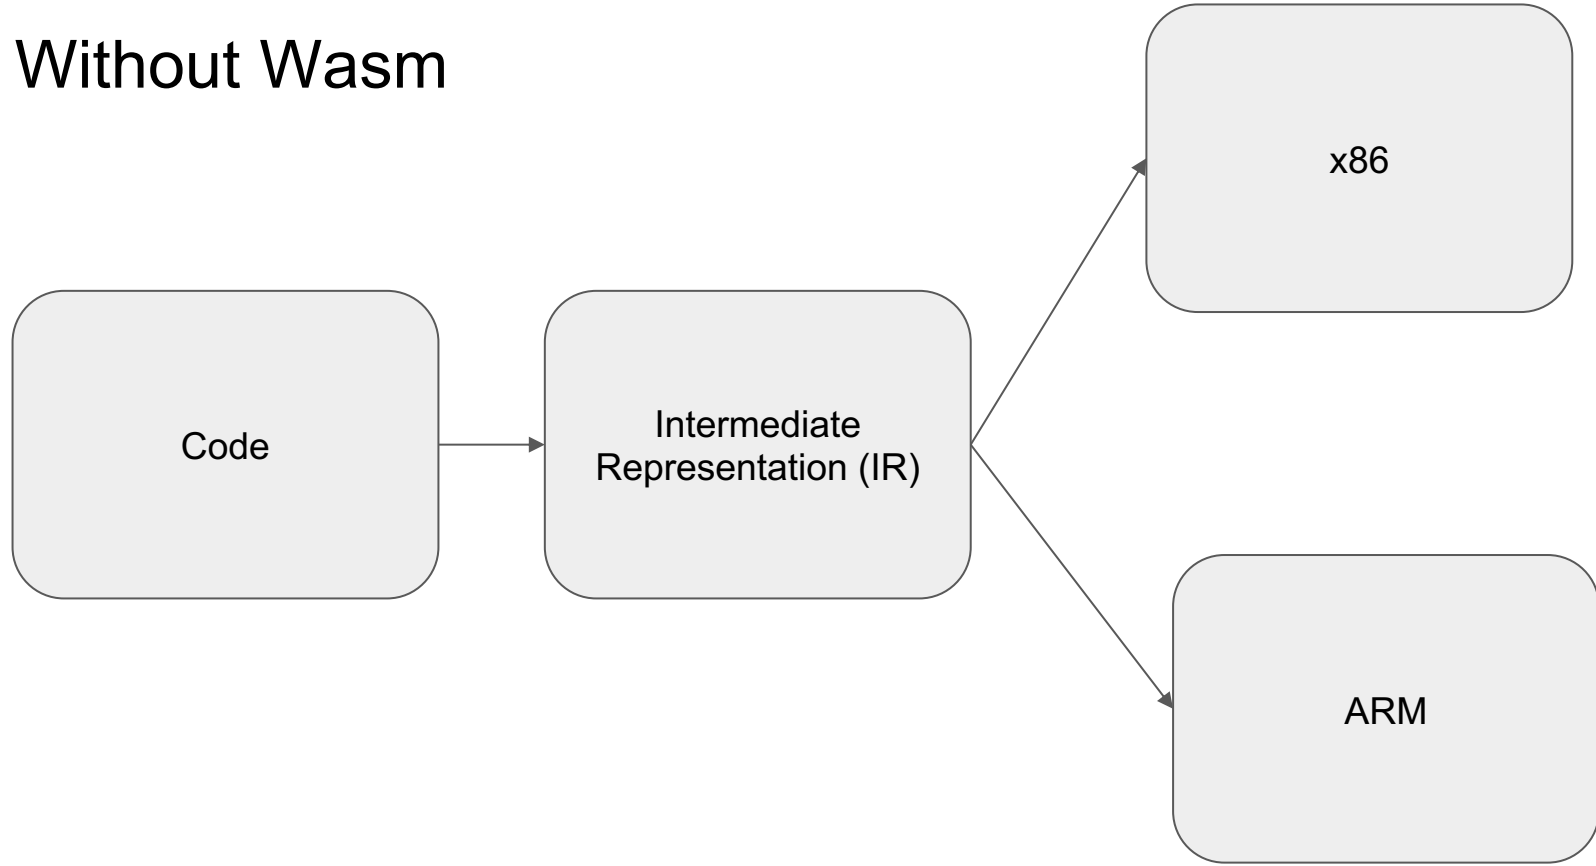 Without Wasm
x86
Code
Intermediate
Representation (IR)
ARM